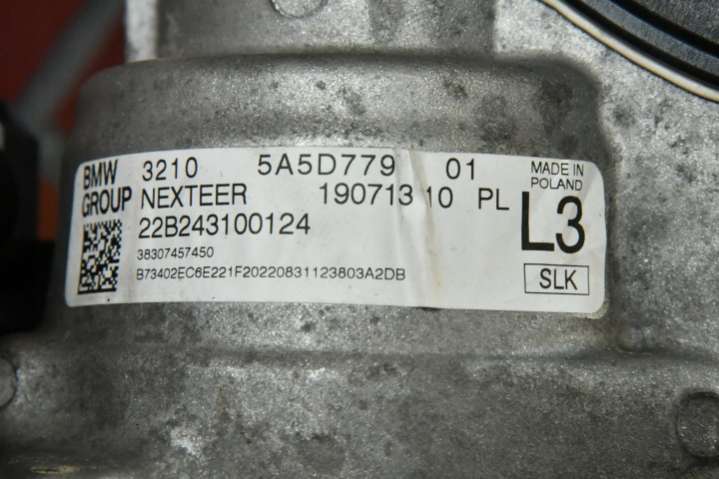 BMW 3210 5A5D779 01 MADE IN
GROUP NEXTEER 190713 10 PL POLAND
22B243100124 L3
38307457450
B73402EC6E221F20220831123803A2DB SLK